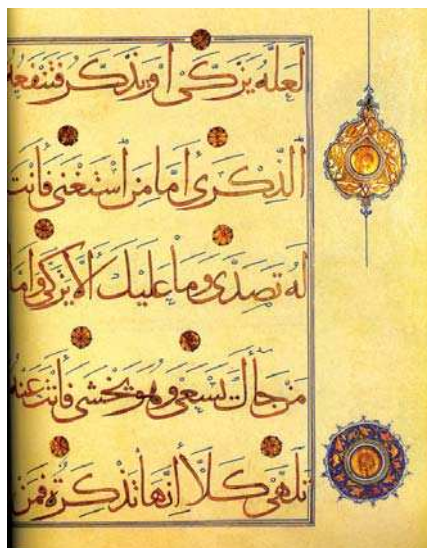 لعله يزكى او يذكر فتنفعه
الذكرى اما من استغنى فانت
له تصدى وما عليك الا يزكى واما
من جاك يسعى وهو يخشى فانت عنه
تلهى كلا انها تذكرة فمن